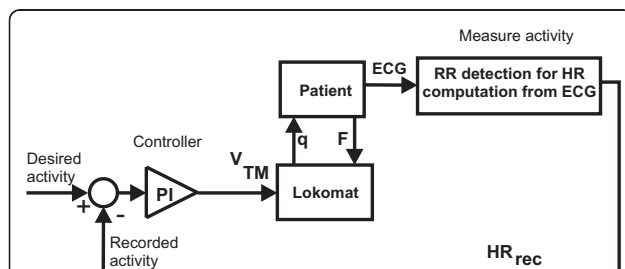 Measure activity
ECG
RR detection for HR
computation from ECG
Patient
Controller
q
F
Desired
activity
V
TM
PI
Lokomat
+
-
Recorded
activity
HR
rec